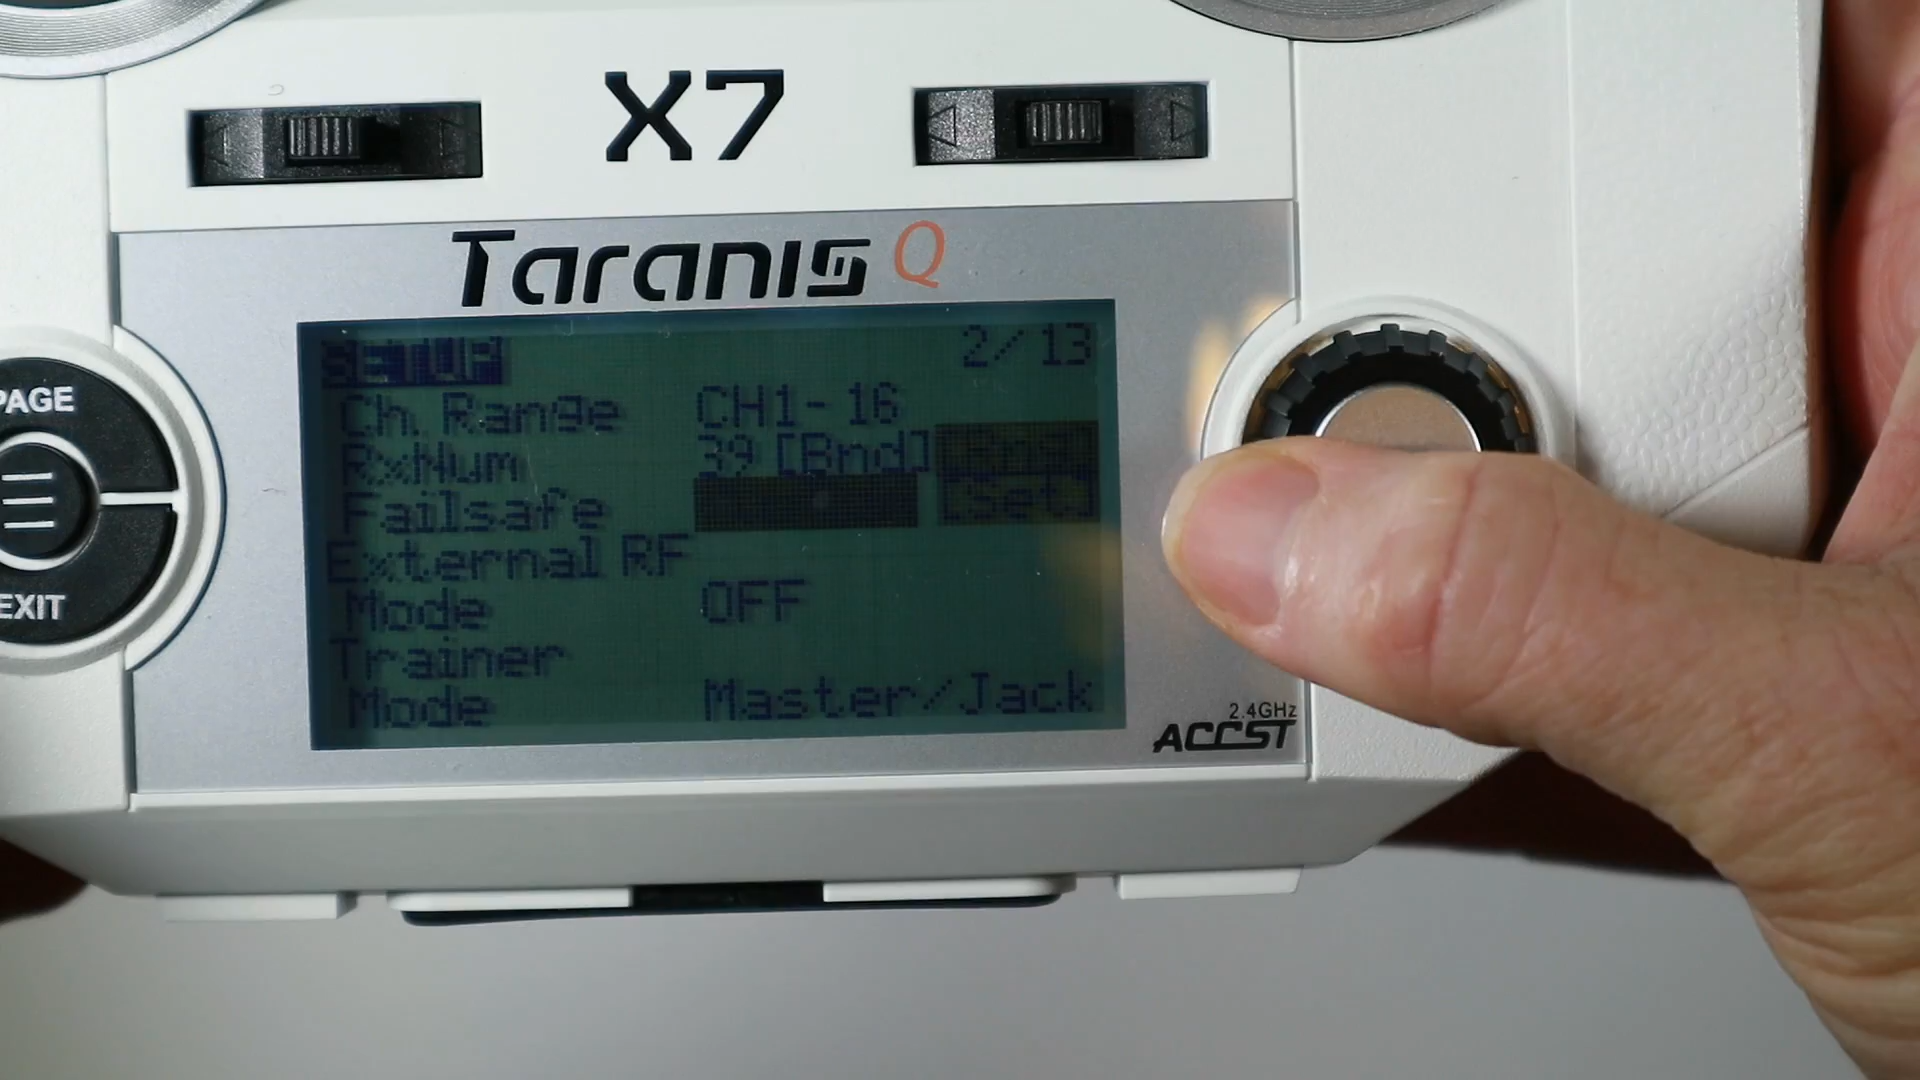 X7
Taranis Q
PAGE
EXIT
SETUP 2/13
Ch. Range CH1-16
RxNum 39 [Bnd]
Failsafe [Set]
External RF
Mode OFF
Trainer
Mode Master/Jack
2.4GHz
ACCST